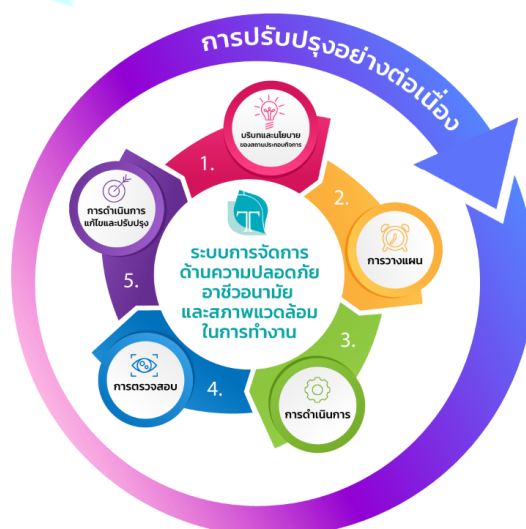 การปรับปรุงอย่างต่อเนื่อง
1.
บริบทและนโยบาย
ของสถานประกอบกิจการ
2.
การวางแผน
3.
การดำเนินการ
4.
การตรวจสอบ
5.
การดำเนินการ
แก้ไขและปรับปรุง
ระบบการจัดการ
ด้านความปลอดภัย
อาชีวอนามัย
และสภาพแวดล้อม
ในการทำงาน